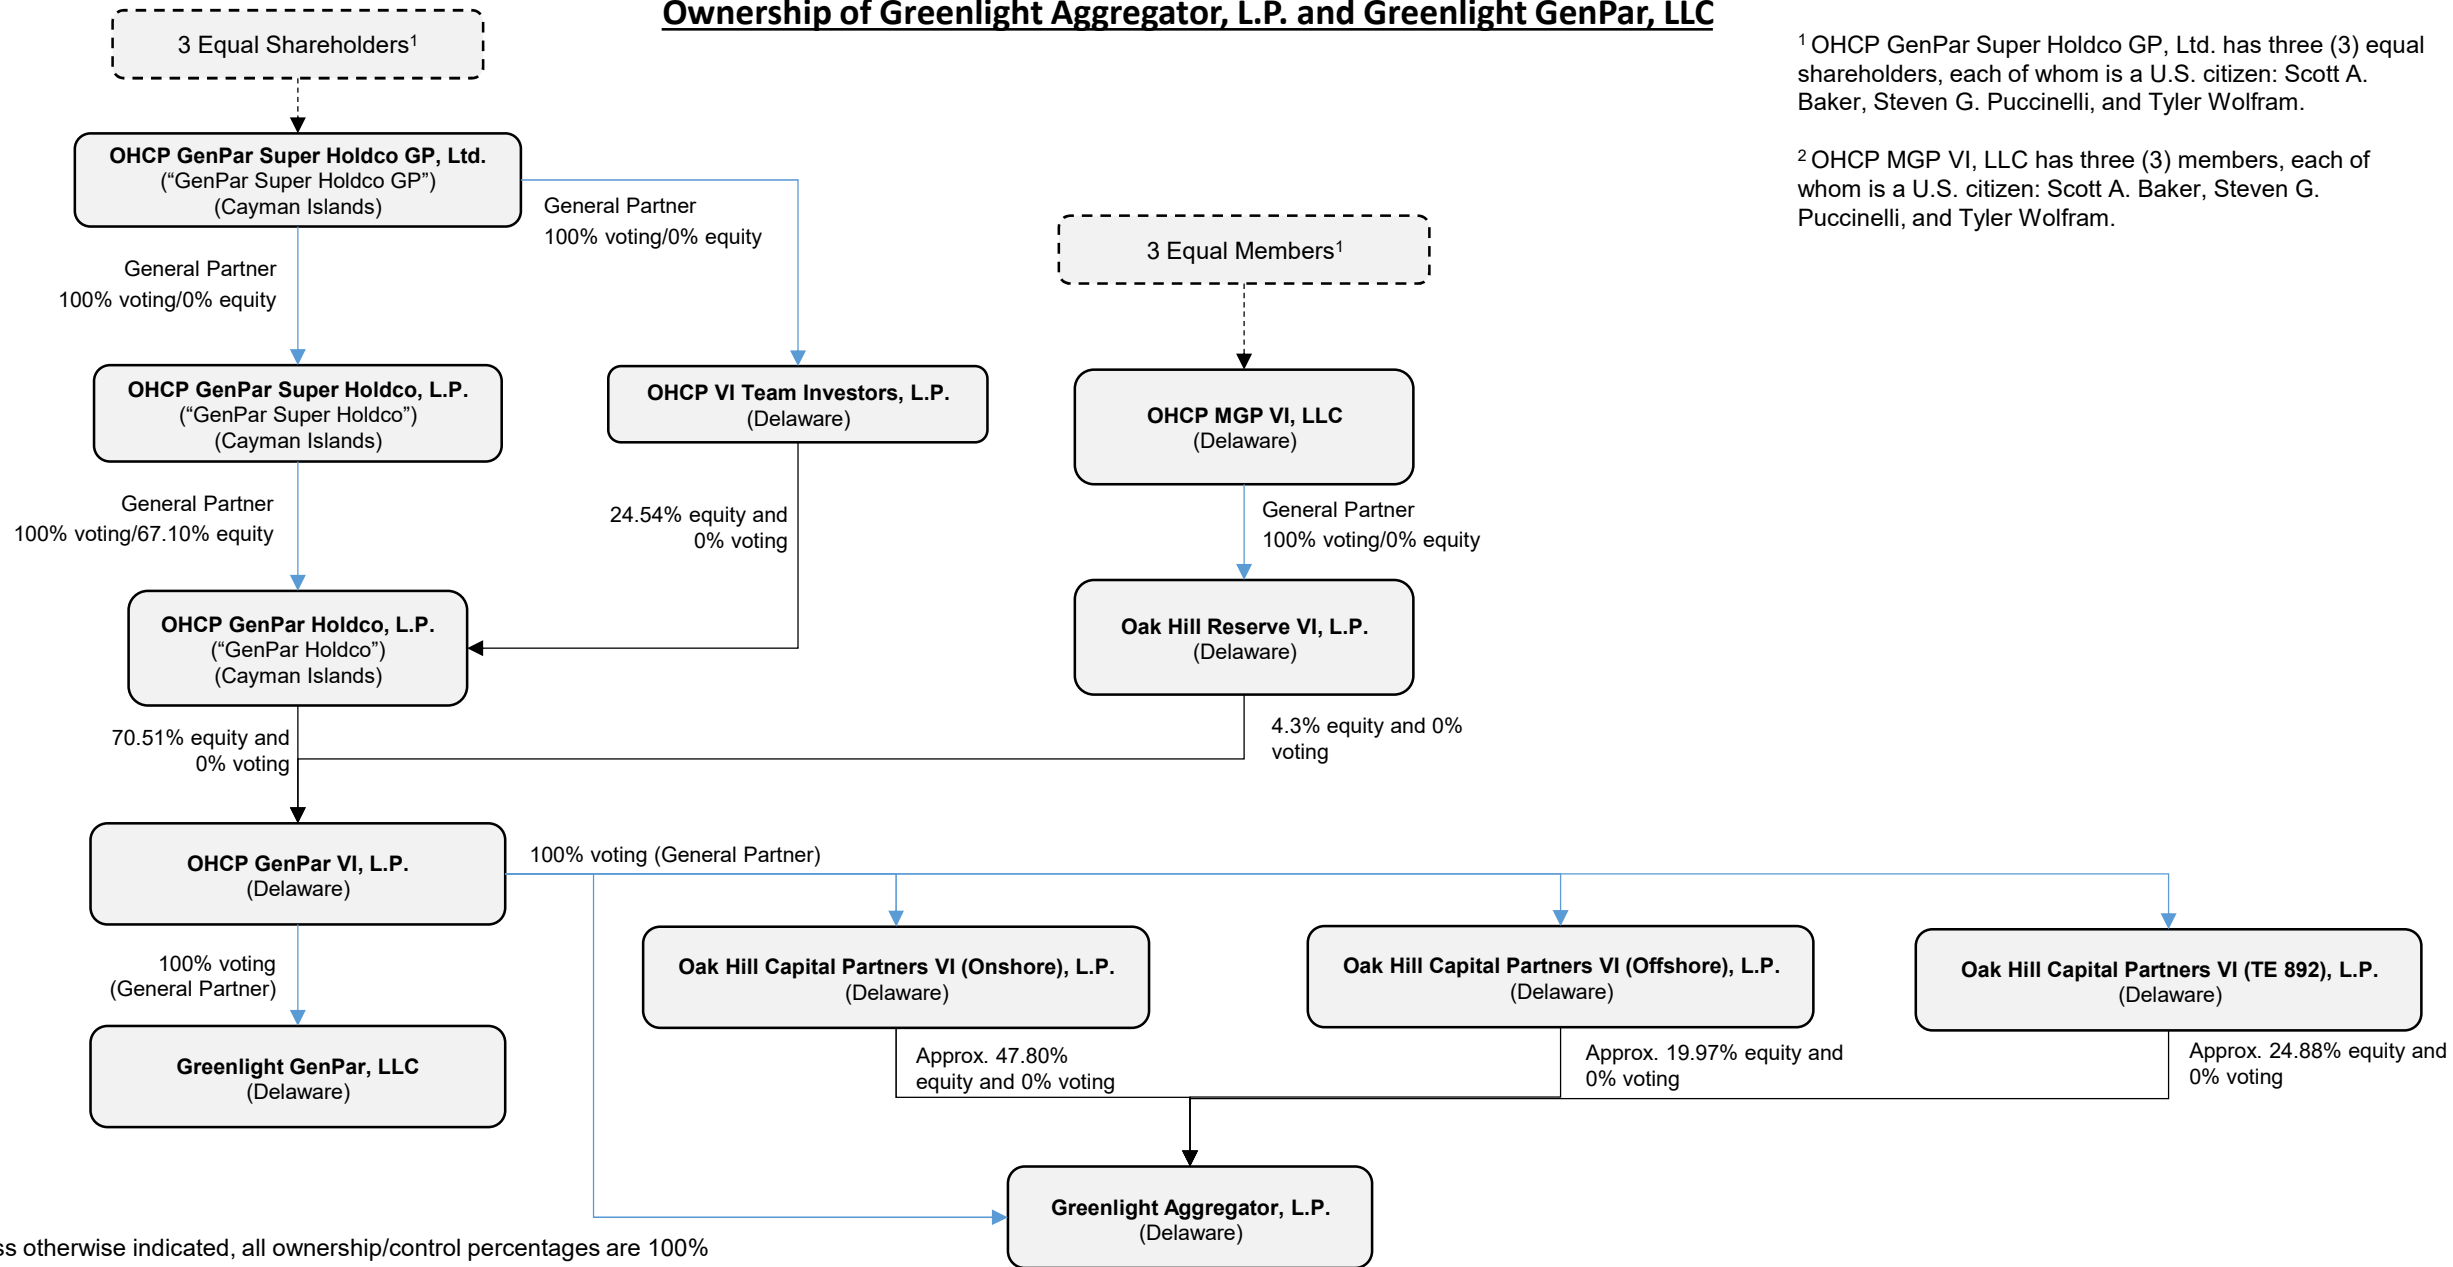 Ownership of Greenlight Aggregator, L.P. and Greenlight GenPar, LLC
3 Equal Shareholders¹
¹ OHCP GenPar Super Holdco GP, Ltd. has three (3) equal
shareholders, each of whom is a U.S. citizen: Scott A.
Baker, Steven G. Puccinelli, and Tyler Wolfram.
² OHCP MGP VI, LLC has three (3) members, each of
whom is a U.S. citizen: Scott A. Baker, Steven G.
Puccinelli, and Tyler Wolfram.
OHCP GenPar Super Holdco GP, Ltd.
(“GenPar Super Holdco GP”)
(Cayman Islands)
General Partner
100% voting/0% equity
General Partner
100% voting/0% equity
3 Equal Members¹
OHCP GenPar Super Holdco, L.P.
(“GenPar Super Holdco”)
(Cayman Islands)
OHCP VI Team Investors, L.P.
(Delaware)
OHCP MGP VI, LLC
(Delaware)
General Partner
100% voting/67.10% equity
24.54% equity and
0% voting
General Partner
100% voting/0% equity
OHCP GenPar Holdco, L.P.
(“GenPar Holdco”)
(Cayman Islands)
Oak Hill Reserve VI, L.P.
(Delaware)
70.51% equity and
0% voting
4.3% equity and 0%
voting
OHCP GenPar VI, L.P.
(Delaware)
100% voting (General Partner)
100% voting
(General Partner)
Oak Hill Capital Partners VI (Onshore), L.P.
(Delaware)
Oak Hill Capital Partners VI (Offshore), L.P.
(Delaware)
Oak Hill Capital Partners VI (TE 892), L.P.
(Delaware)
Greenlight GenPar, LLC
(Delaware)
Approx. 47.80%
equity and 0% voting
Approx. 19.97% equity and
0% voting
Approx. 24.88% equity and
0% voting
Greenlight Aggregator, L.P.
(Delaware)
otherwise indicated, all ownership/control percentages are 100%